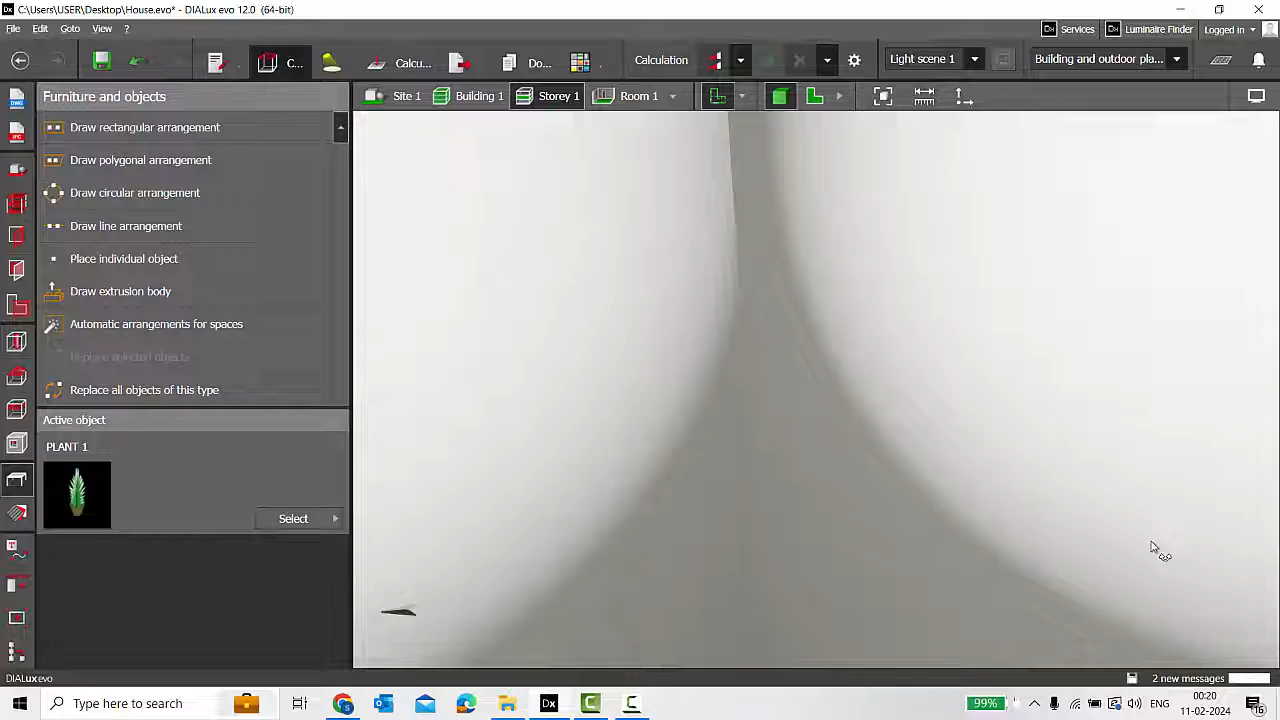 C:\Users\USER\Desktop\House.evo* - DIALux evo 12.0 (64-bit)
File Edit Goto View ?
Services
Luminaire Finder
Logged in
C...
Calcu...
Do...
Calculation
Light scene 1
Building and outdoor pla...
Furniture and objects
Site 1
Building 1
Storey 1
Room 1
Draw rectangular arrangement
Draw polygonal arrangement
Draw circular arrangement
Draw line arrangement
Place individual object
Draw extrusion body
Automatic arrangements for spaces
Replace selected objects
Replace all objects of this type
Active object
PLANT 1
Select
DIALux evo
2 new messages
Type here to search
99%
ENG
00:20
11-02-2024
16
DWG
IFC